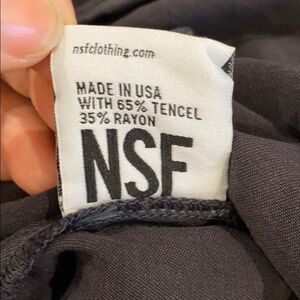 nsfclothing.com
MADE IN USA
WITH 65% TENCEL
35% RAYON
NSF